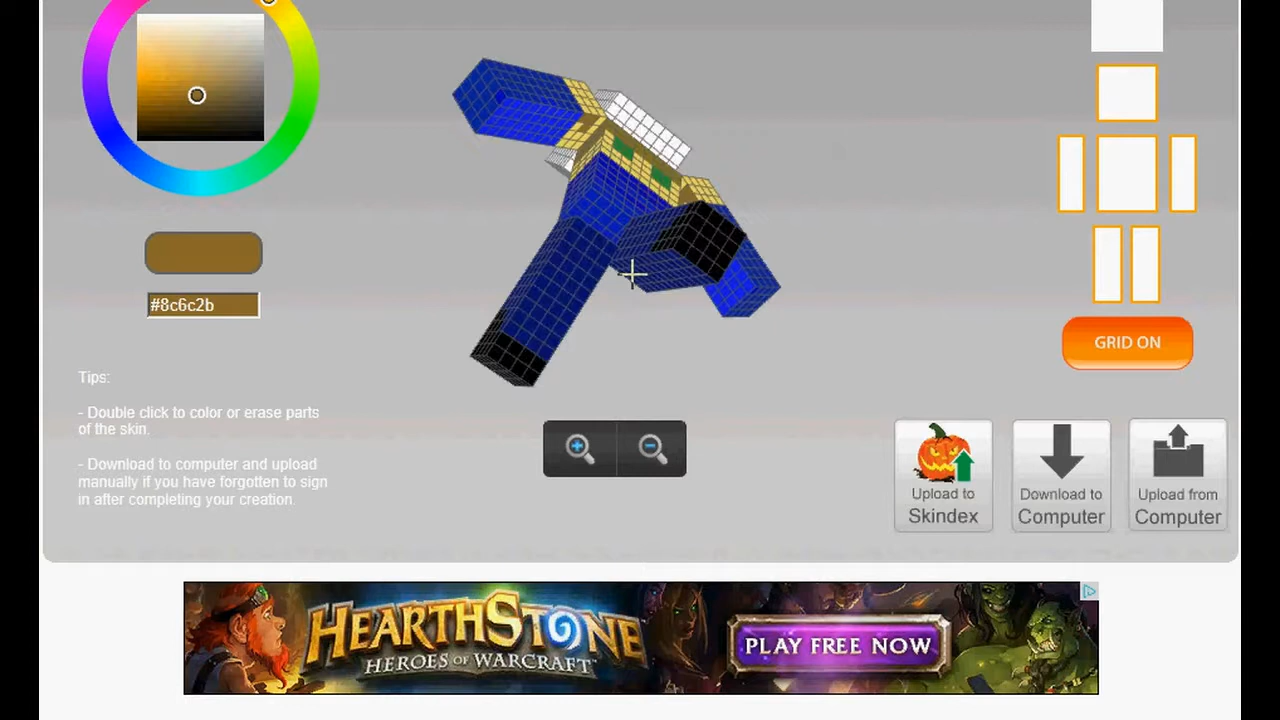 #8c6c2b
Tips:
- Double click to color or erase parts
of the skin.
- Download to computer and upload
manually if you have forgotten to sign
in after completing your creation.
GRID ON
Upload to
Skindex
Download to
Computer
Upload from
Computer
HEARTHSTONE
HEROES OF WARCRAFT™
PLAY FREE NOW